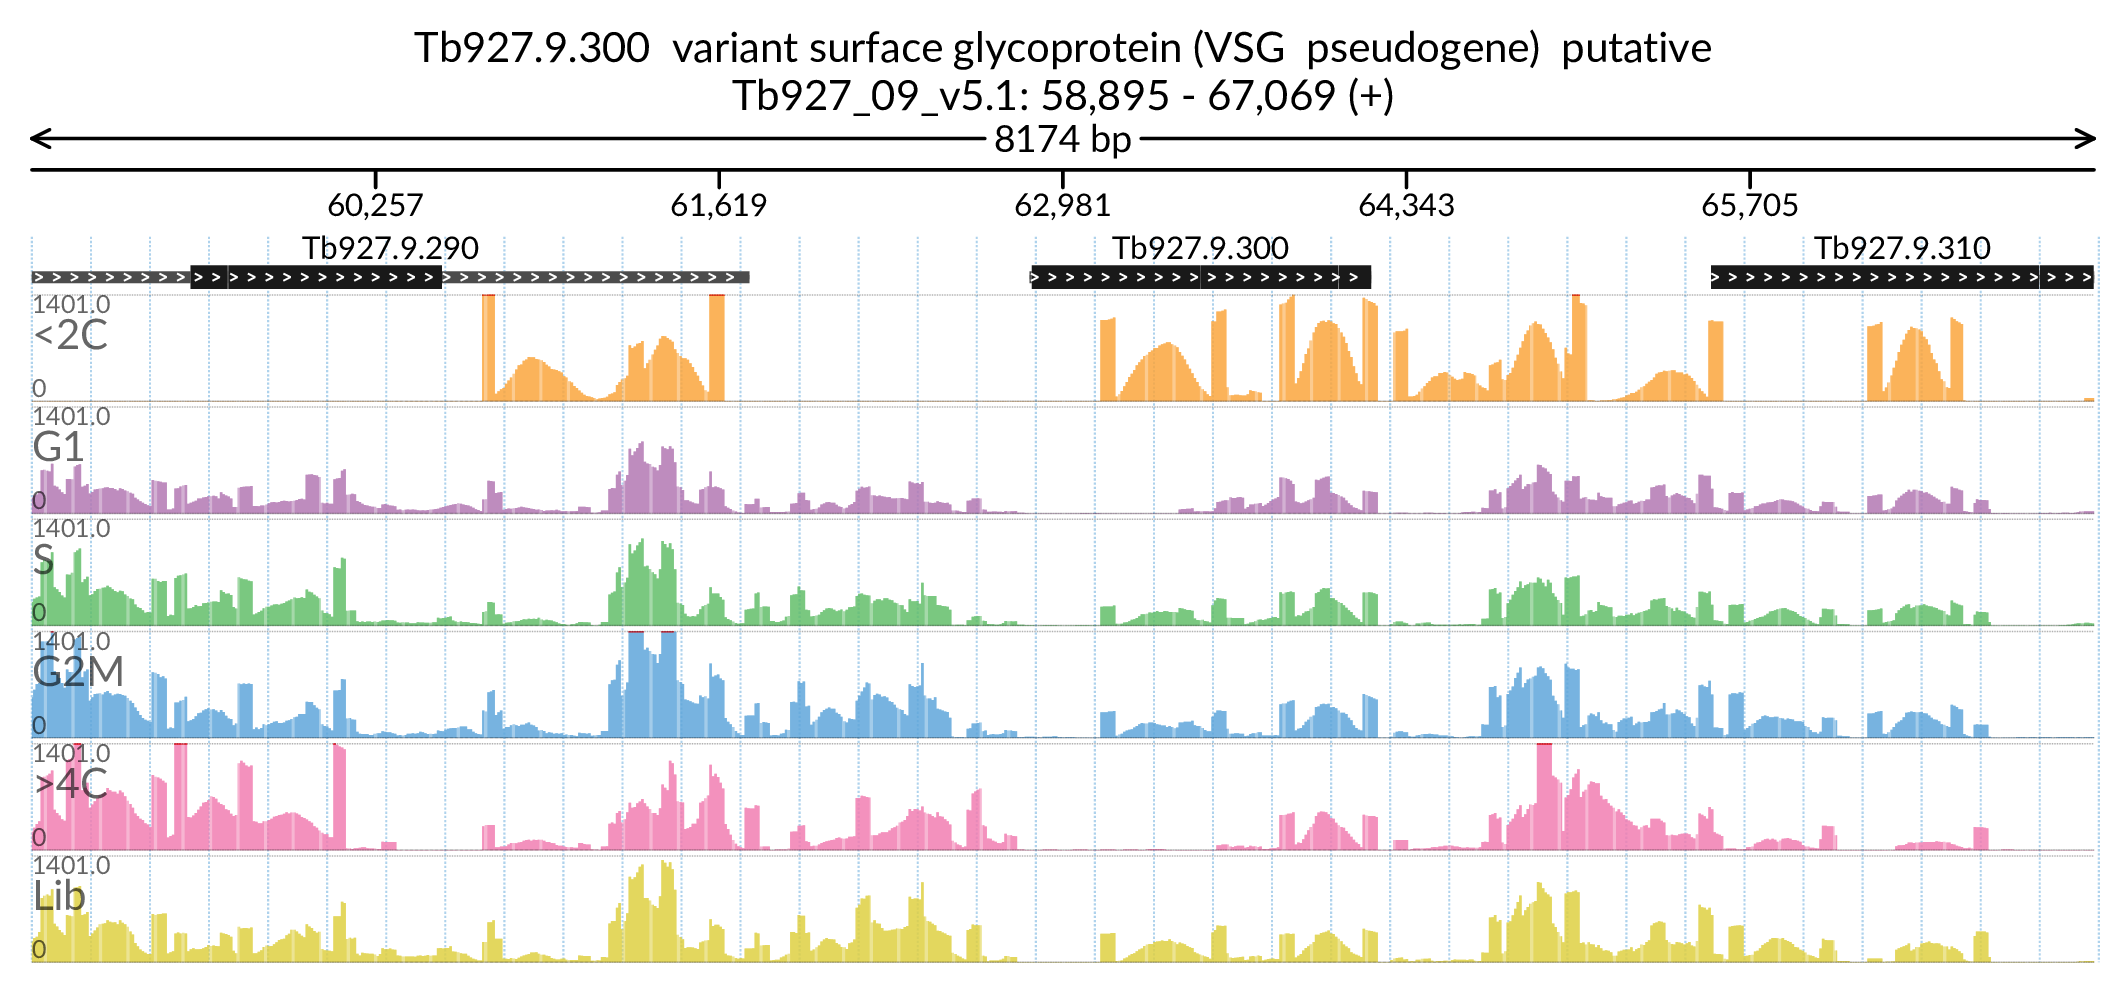 Tb927.9.300 variant surface glycoprotein (VSG pseudogene) putative
Tb927_09_v5.1: 58,895 - 67,069 (+)
8174 bp
60,257 61,619 62,981 64,343 65,705
Tb927.9.290 Tb927.9.300 Tb927.9.310
1401.0
<2C
0
1401.0
G1
0
1401.0
S
0
1401.0
G2M
0
1401.0
>4C
0
1401.0
Lib
0